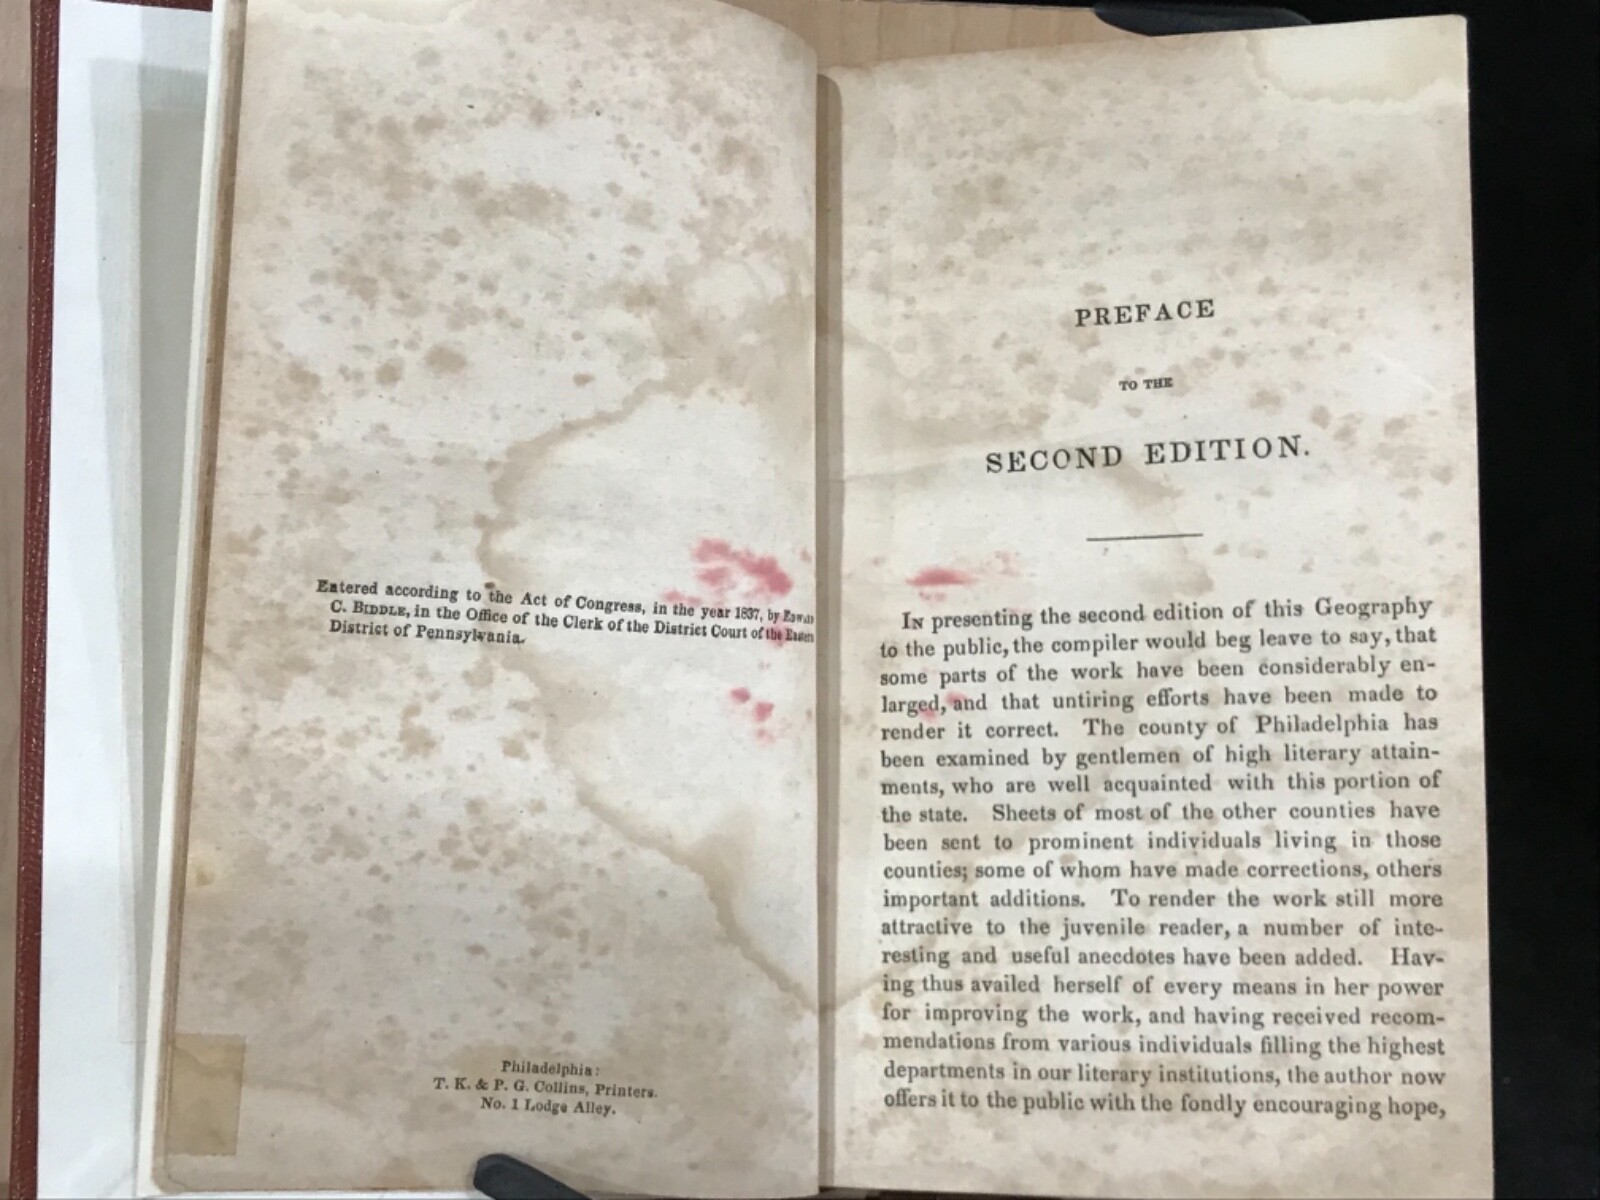 Entered according to the Act of Congress, in the year 1837, by
C. BIDDLE, in the Office of the Clerk of the District Court of the Eastern
District of Pennsylvania.
Philadelphia:
T. K. & P. G. Collins, Printers.
No. 1 Lodge Alley.
PREFACE
TO THE
SECOND EDITION.
IN presenting the second edition of this Geography
to the public, the compiler would beg leave to say, that
some parts of the work have been considerably en-
larged, and that untiring efforts have been made to
render it correct. The county of Philadelphia has
been examined by gentlemen of high literary attain-
ments, who are well acquainted with this portion of
the state. Sheets of most of the other counties have
been sent to prominent individuals living in those
counties; some of whom have made corrections, others
important additions. To render the work still more
attractive to the juvenile reader, a number of inte-
resting and useful anecdotes have been added. Hav-
ing thus availed herself of every means in her power
for improving the work, and having received recom-
mendations from various individuals filling the highest
departments in our literary institutions, the author now
offers it to the public with the fondly encouraging hope,